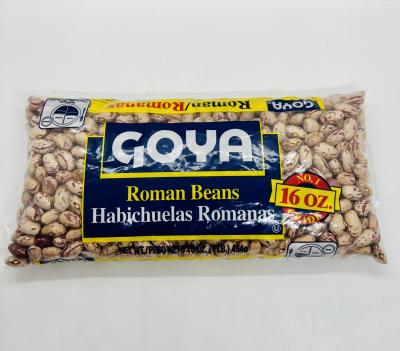 Roman/Romanas
GOYA
GOYA
Roman Beans
Habichuelas Romanas
NO. 1
16 OZ.
U
NET WT./PESO NETO 16 OZ. (1 LB.) 454g